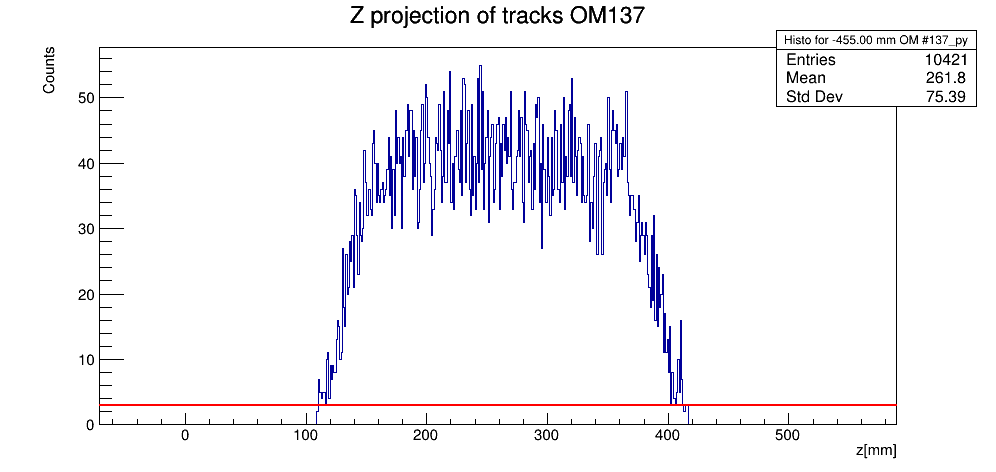 Z projection of tracks OM137
Histo for -455.00 mm OM #137_py
Entries 10421
Mean 261.8
Std Dev 75.39
Counts
50
40
30
20
10
0
0 100 200 300 400 500
z[mm]